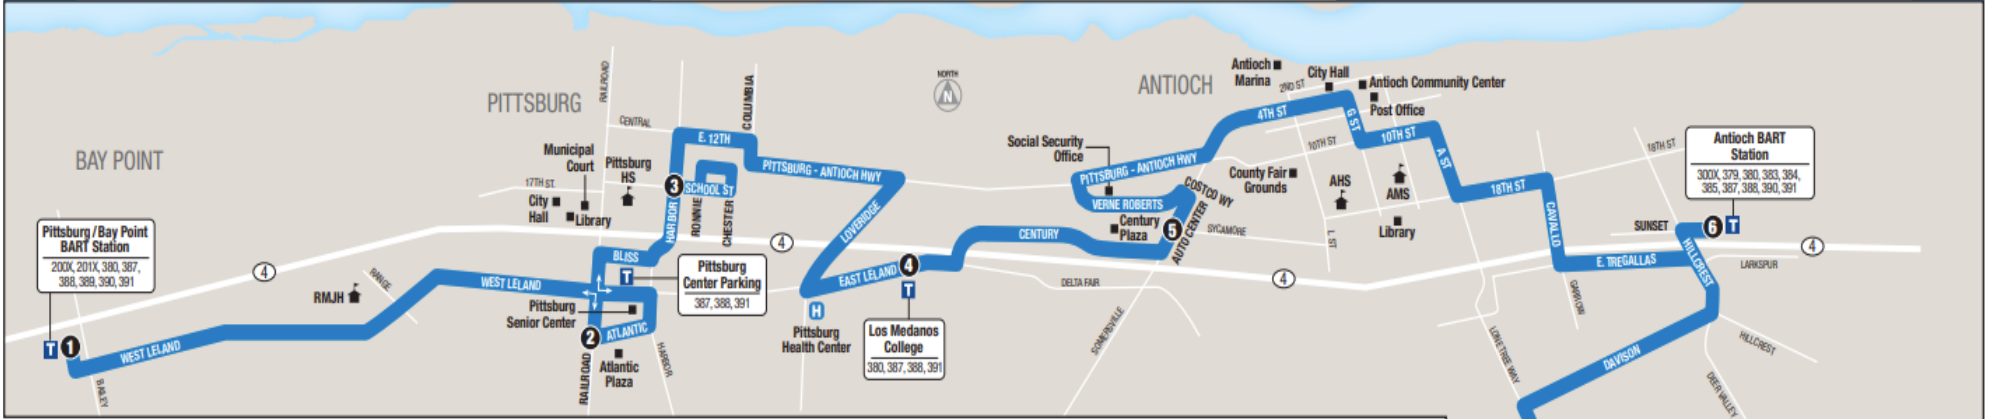 BAY POINT
PITTSBURG
ANTIOCH
NORTH
N
Pittsburg/Bay Point
BART Station
200X, 201X, 380, 387,
388, 389, 390, 391
T
1
WEST LELAND
BAILEY
4
RMJH
RANGE
WEST LELAND
17TH ST.
City
Hall
Municipal
Court
Library
Pittsburg
HS
RAILROAD
CENTRAL
COLUMBIA
E. 12TH
3
SCHOOL ST
HARBOR
RONNIE
CHESTER
PITTSBURG - ANTIOCH HWY
BLISS
T
Pittsburg
Center Parking
387, 388, 391
Pittsburg
Senior Center
2
ATLANTIC
Atlantic
Plaza
RAILROAD
HARBOR
4
LOVERIDGE
H
Pittsburg
Health Center
EAST LELAND
4
T
Los Medanos
College
380, 387, 388, 391
CENTURY
DELTA FAIR
SOMERSVILLE
Social Security
Office
PITTSBURG - ANTIOCH HWY
VERNE ROBERTS
Century
Plaza
COSTCO WY
5
AUTO CENTER
SYCAMORE
4
Antioch
Marina
2ND ST
City Hall
Antioch Community Center
Post Office
4TH ST
G ST
10TH ST
10TH ST
A ST
County Fair
Grounds
AHS
AMS
Library
L ST
18TH ST
18TH ST
CAVALLO
E. TREGALLAS
GARROW
LONE TREE WAY
Antioch BART
Station
300X, 379, 380, 383, 384,
385, 387, 388, 390, 391
SUNSET
6
T
HILLCREST
4
LARKSPUR
HILLCREST
DAVISON
DEER VALLEY